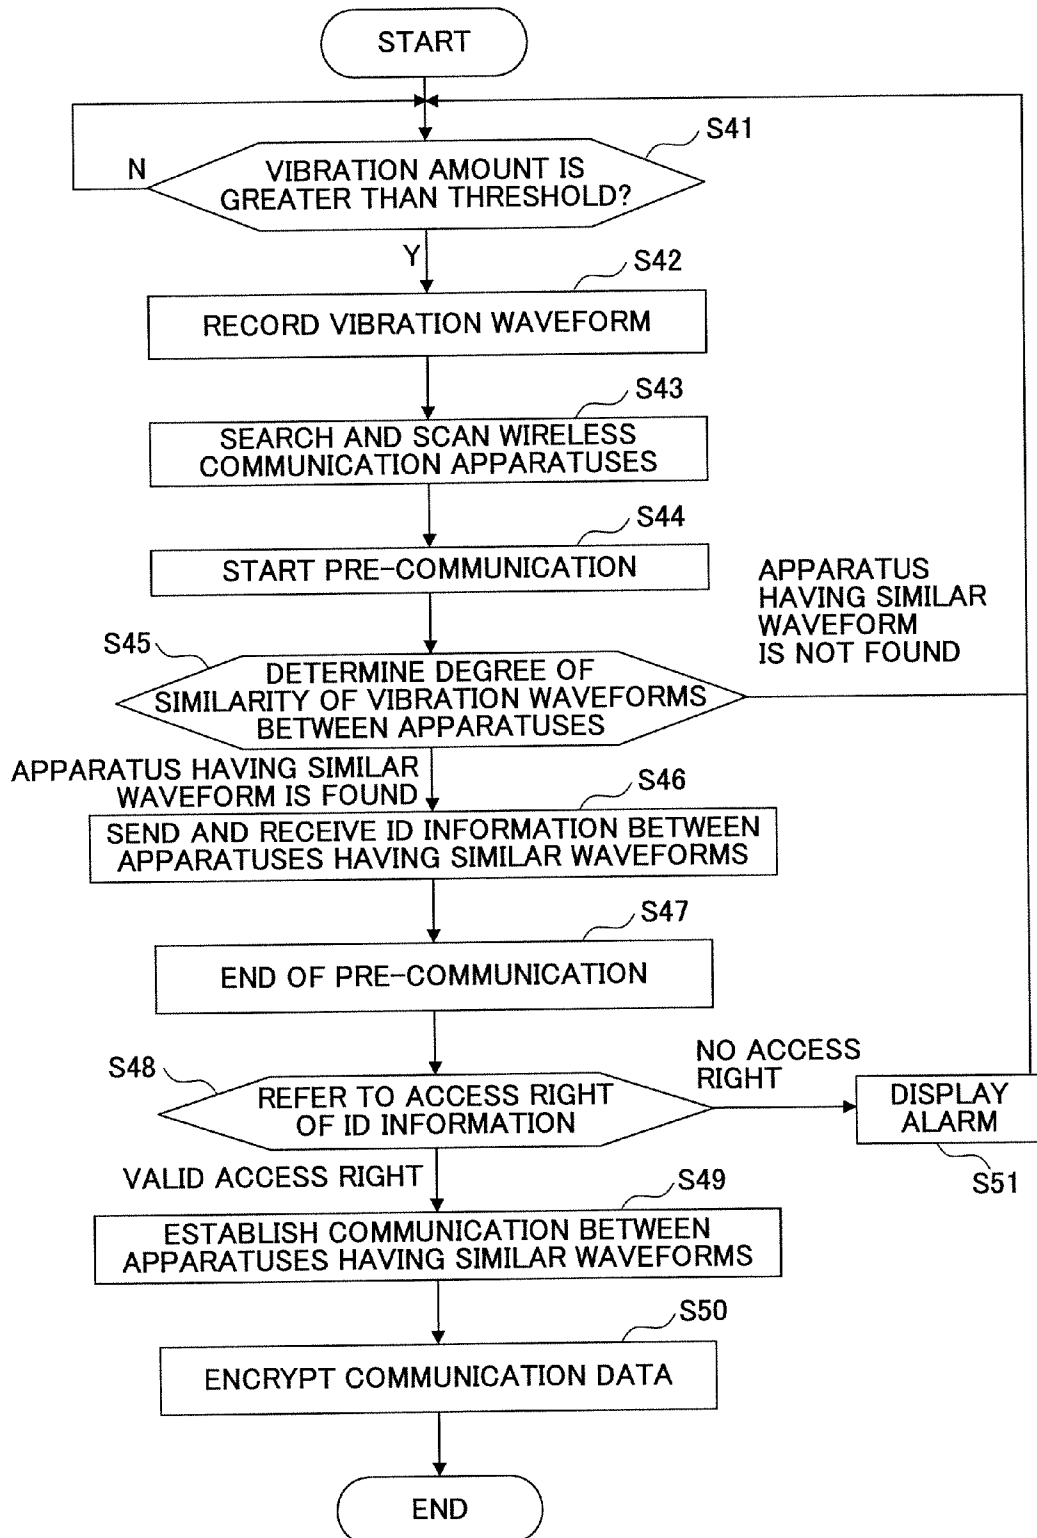 START
S41
N
VIBRATION AMOUNT IS
GREATER THAN THRESHOLD?
Y
S42
RECORD VIBRATION WAVEFORM
S43
SEARCH AND SCAN WIRELESS
COMMUNICATION APPARATUSES
S44
START PRE-COMMUNICATION
APPARATUS
HAVING SIMILAR
WAVEFORM
IS NOT FOUND
S45
DETERMINE DEGREE OF
SIMILARITY OF VIBRATION WAVEFORMS
BETWEEN APPARATUSES
APPARATUS HAVING SIMILAR
WAVEFORM IS FOUND
S46
SEND AND RECEIVE ID INFORMATION BETWEEN
APPARATUSES HAVING SIMILAR WAVEFORMS
S47
END OF PRE-COMMUNICATION
S48
REFER TO ACCESS RIGHT
OF ID INFORMATION
NO ACCESS
RIGHT
DISPLAY
ALARM
S51
VALID ACCESS RIGHT
S49
ESTABLISH COMMUNICATION BETWEEN
APPARATUSES HAVING SIMILAR WAVEFORMS
S50
ENCRYPT COMMUNICATION DATA
END